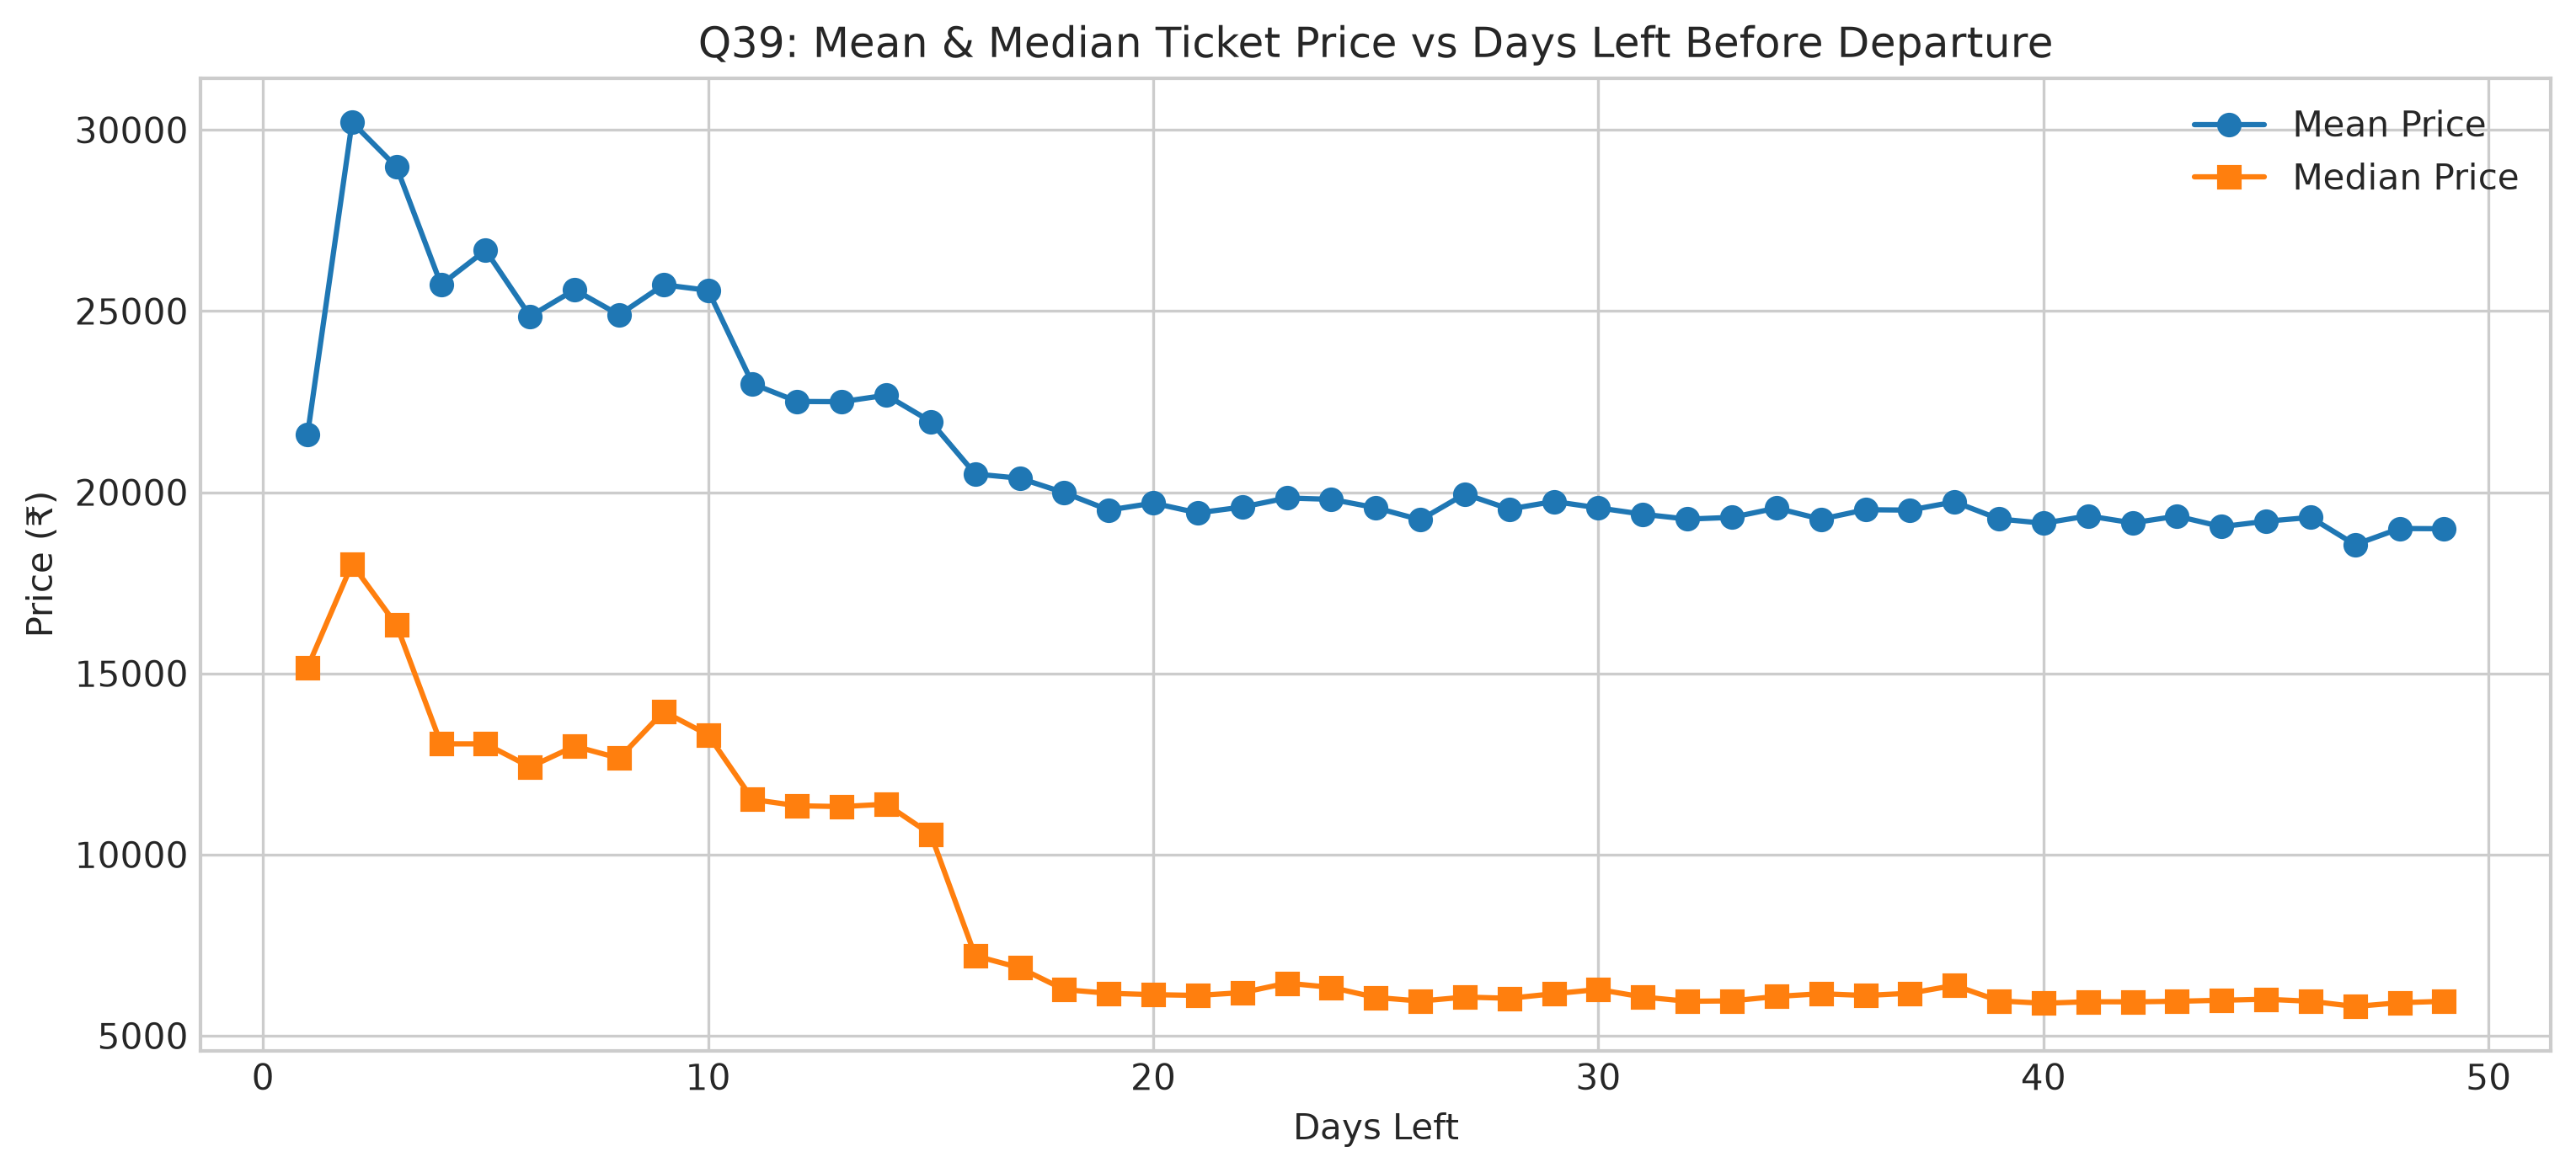 Q39: Mean & Median Ticket Price vs Days Left Before Departure
Mean Price
Median Price
Price (₹)
30000
25000
20000
15000
10000
5000
0 10 20 30 40 50
Days Left